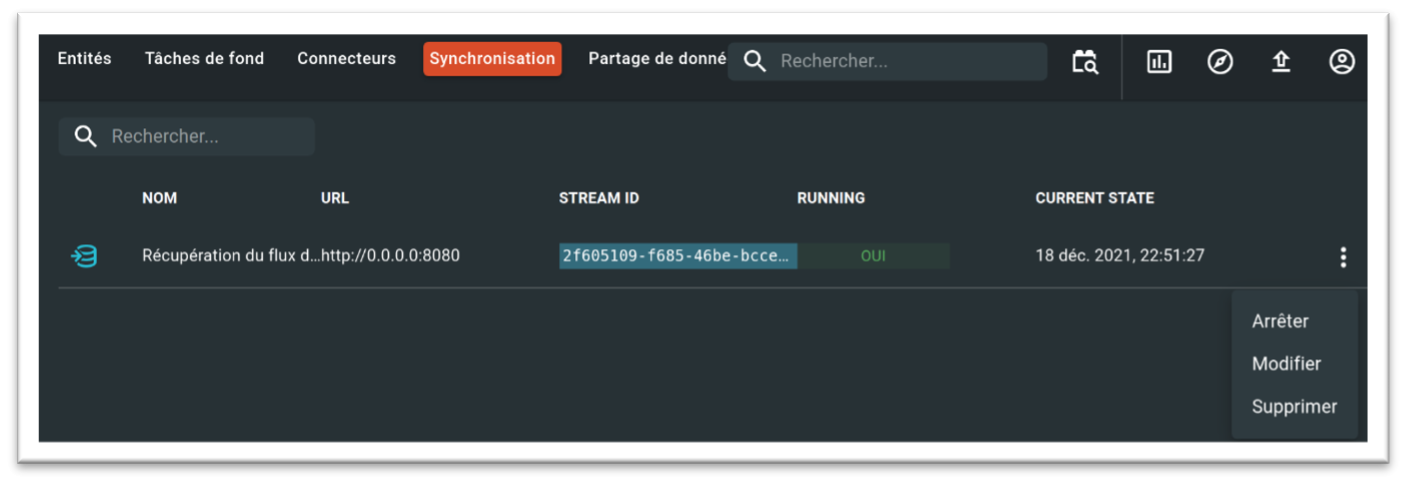 Entités Tâches de fond Connecteurs Synchronisation Partage de donné Rechercher...
Rechercher...
NOM URL STREAM ID RUNNING CURRENT STATE
Récupération du flux d...http://0.0.0.0:8080 2f605109-f685-46be-bcce… OUI 18 déc. 2021, 22:51:27
Arrêter
Modifier
Supprimer